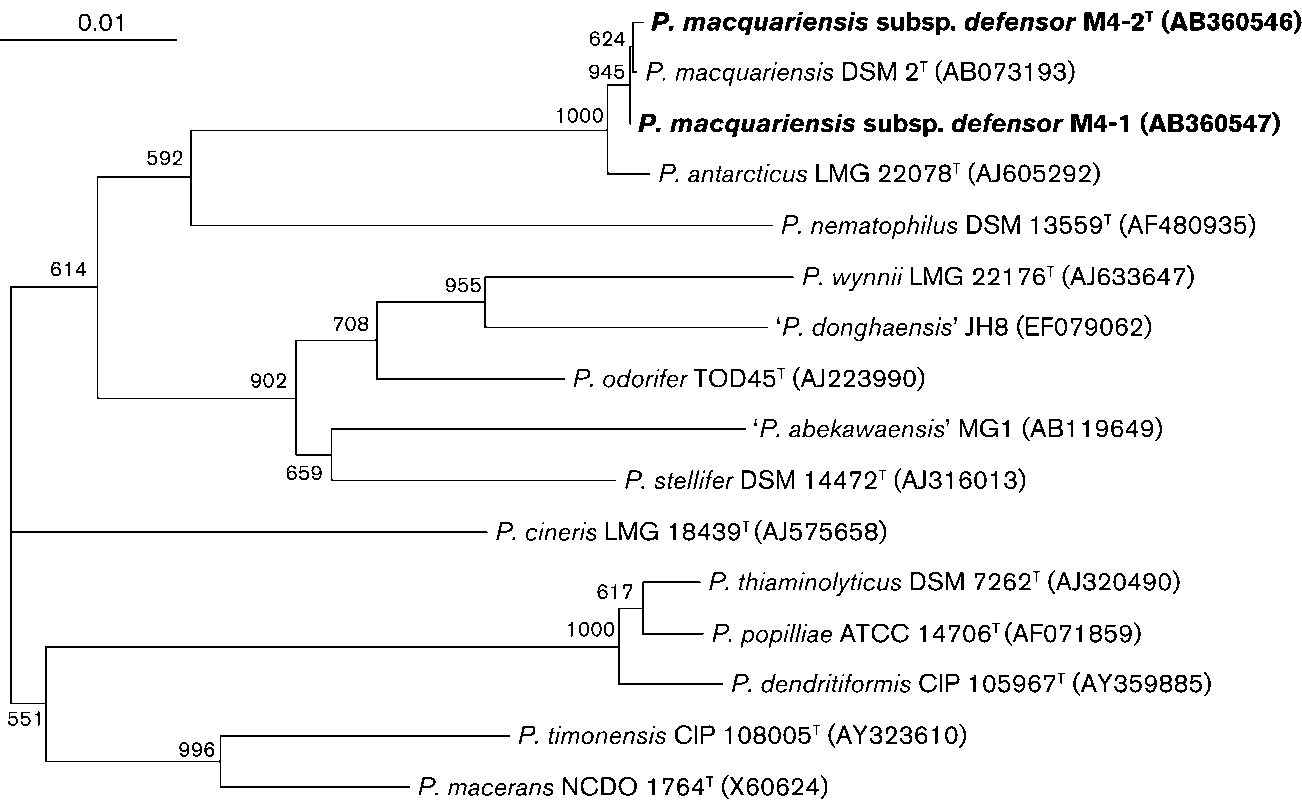 0.01
P. macquariensis subsp. defensor M4-2ᵀ (AB360546)
624
945 P. macquariensis DSM 2ᵀ (AB073193)
1000 P. macquariensis subsp. defensor M4-1 (AB360547)
592
P. antarcticus LMG 22078ᵀ (AJ605292)
P. nematophilus DSM 13559ᵀ (AF480935)
614
P. wynnii LMG 22176ᵀ (AJ633647)
955
708 ‘P. donghaensis’ JH8 (EF079062)
902 P. odorifer TOD45ᵀ (AJ223990)
‘P. abekawaensis’ MG1 (AB119649)
659 P. stellifer DSM 14472ᵀ (AJ316013)
P. cineris LMG 18439ᵀ (AJ575658)
P. thiaminolyticus DSM 7262ᵀ (AJ320490)
617
1000 P. popilliae ATCC 14706ᵀ (AF071859)
P. dendritiformis CIP 105967ᵀ (AY359885)
551
P. timonensis CIP 108005ᵀ (AY323610)
996
P. macerans NCDO 1764ᵀ (X60624)